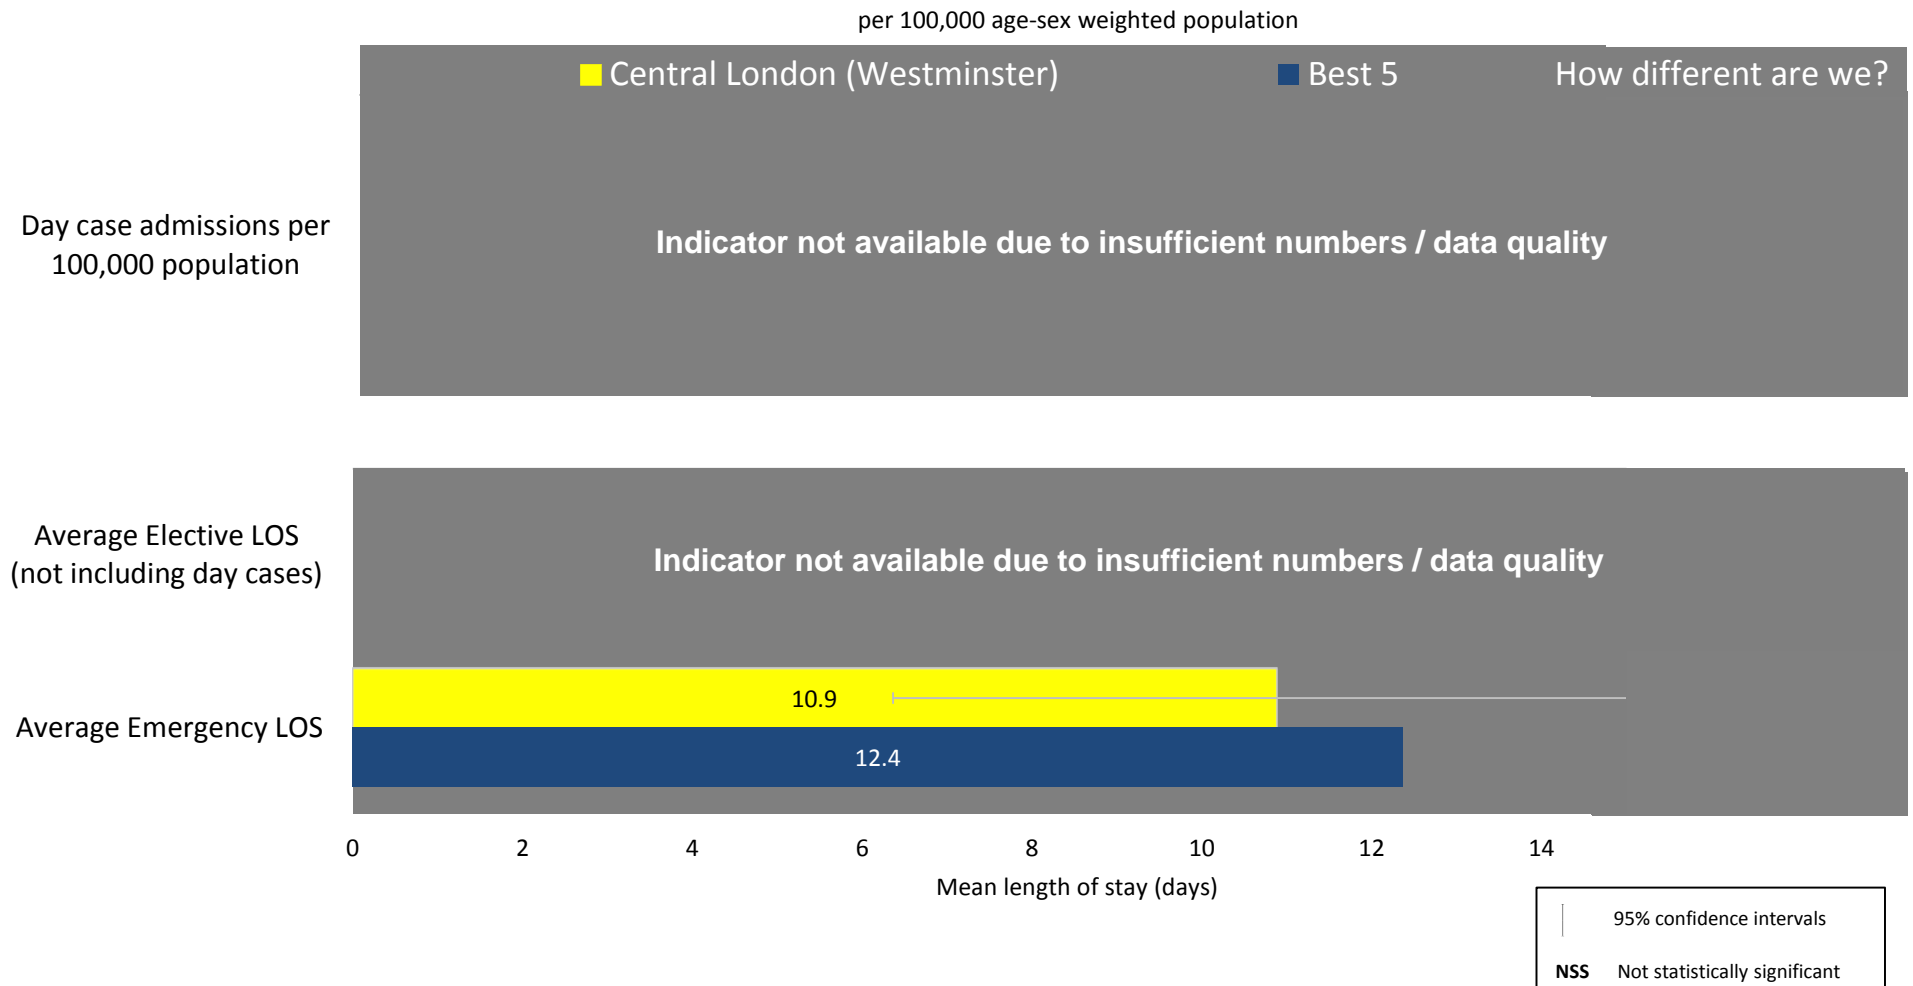 per 100,000 age-sex weighted population
Central London (Westminster) Best 5 How different are we?
Day case admissions per
100,000 population
Indicator not available due to insufficient numbers / data quality
Average Elective LOS
(not including day cases)
Indicator not available due to insufficient numbers / data quality
Average Emergency LOS
10.9
12.4
0 2 4 6 8 10 12 14
Mean length of stay (days)
95% confidence intervals
NSS Not statistically significant